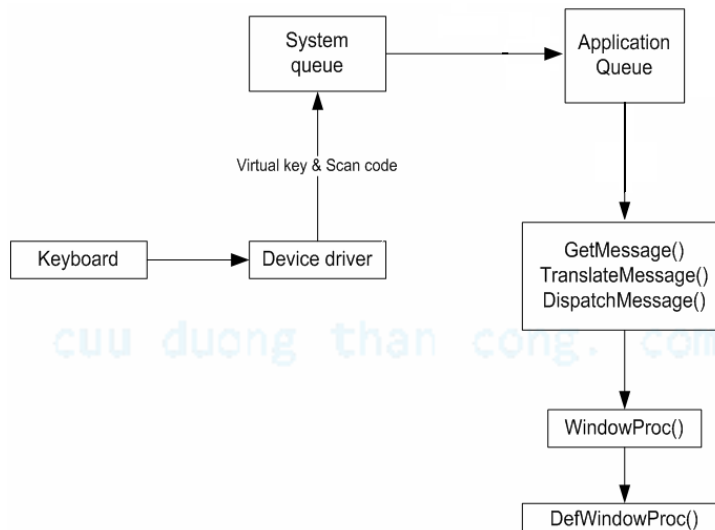 System
queue
Application
Queue
Virtual key & Scan code
Keyboard
Device driver
GetMessage()
TranslateMessage()
DispatchMessage()
cuu duong than cong. com
WindowProc()
DefWindowProc()